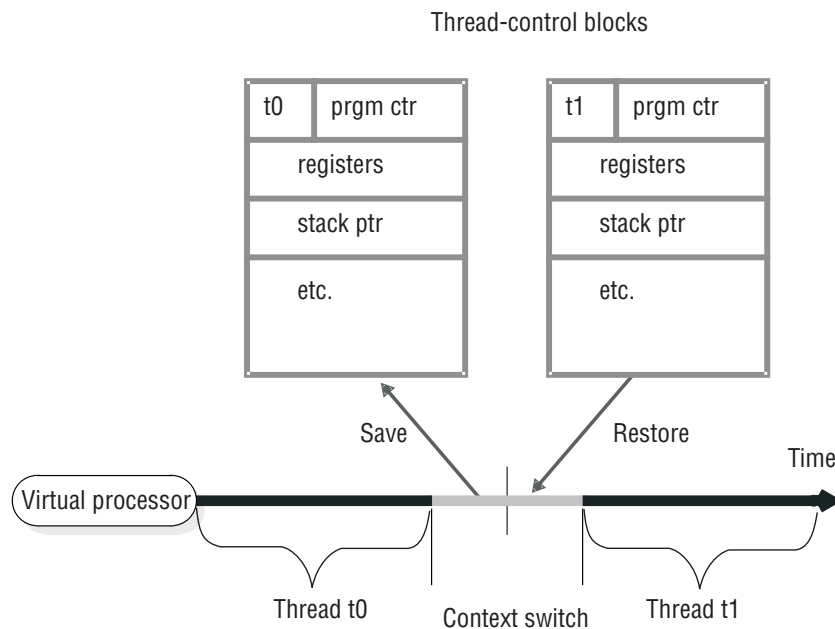 Thread-control blocks
t0 prgm ctr
registers
stack ptr
etc.
t1 prgm ctr
registers
stack ptr
etc.
Save
Restore
Time
Virtual processor
Thread t0
Context switch
Thread t1